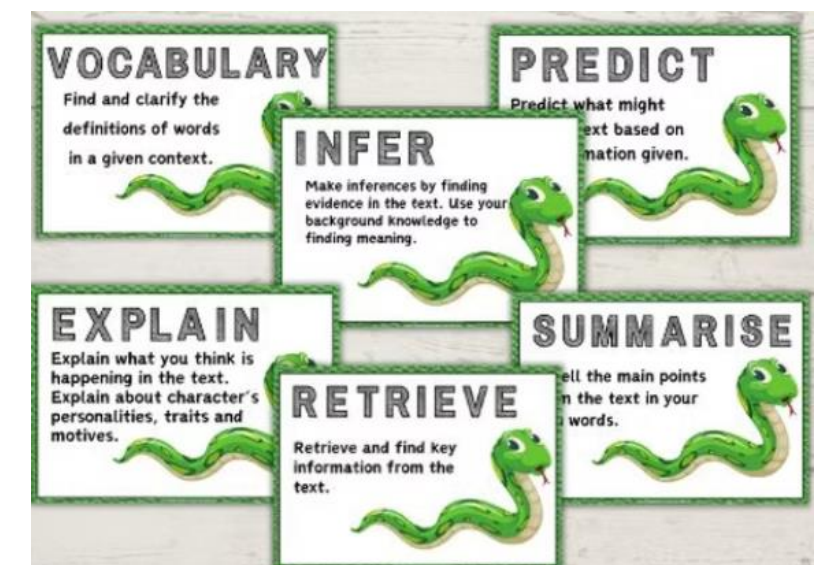 VOCABULARY
Find and clarify the
definitions of words
in a given context.
PREDICT
Predict what might
ext based on
mation given.
INFER
Make inferences by finding
evidence in the text. Use your
background knowledge to
finding meaning.
EXPLAIN
Explain what you think is
happening in the text.
Explain about character's
personalities, traits and
motives.
SUMMARISE
ell the main points
the text in your
words.
RETRIEVE
Retrieve and find key
information from the
text.